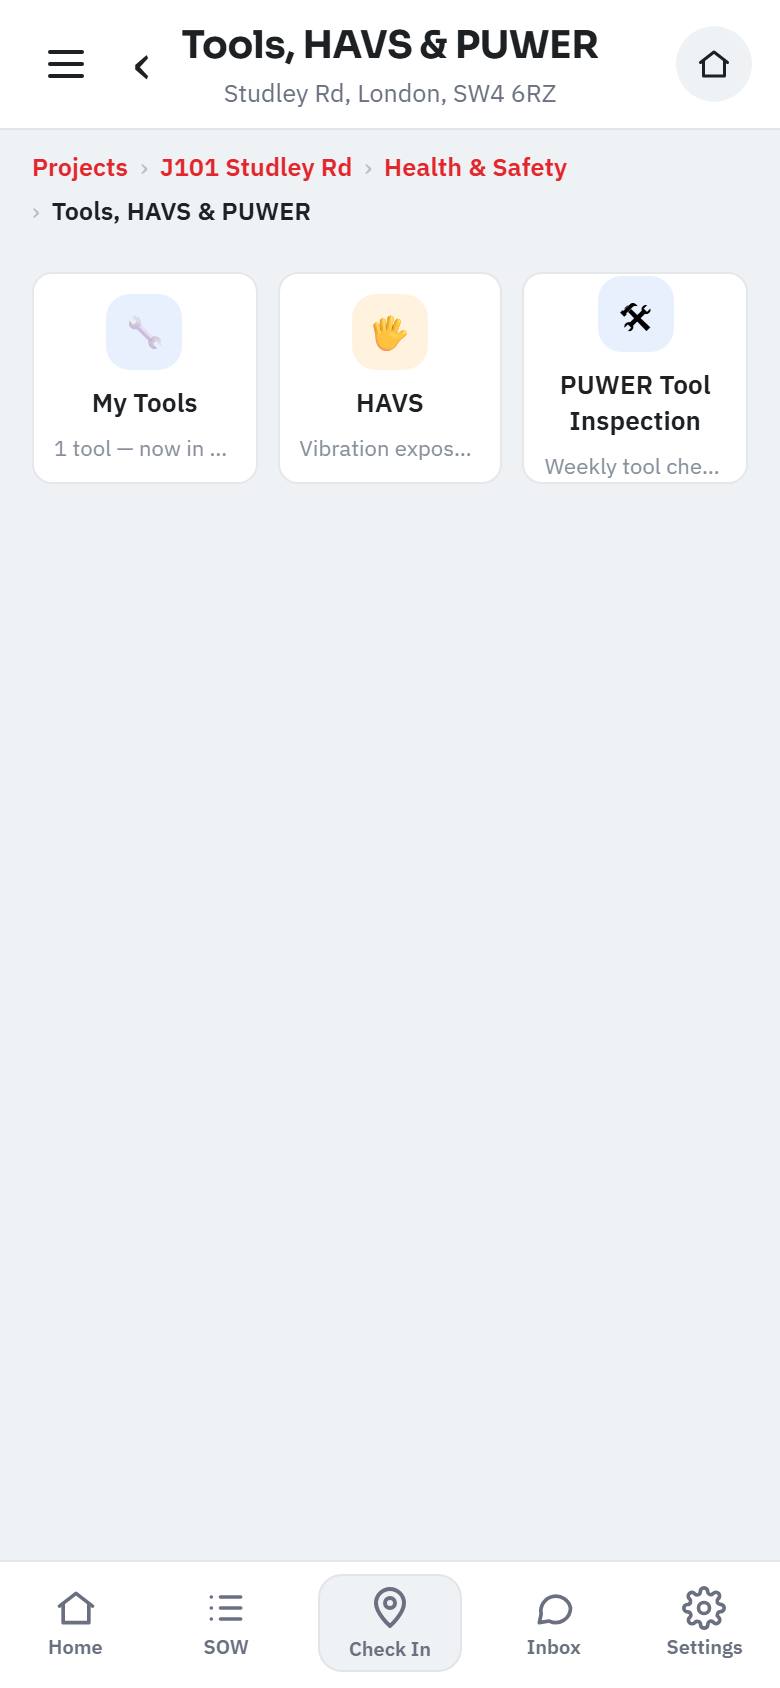 Tools, HAVS & PUWER
Studley Rd, London, SW4 6RZ
Projects › J101 Studley Rd › Health & Safety
› Tools, HAVS & PUWER
My Tools
1 tool — now in ...
HAVS
Vibration expos...
PUWER Tool
Inspection
Weekly tool che...
Home
SOW
Check In
Inbox
Settings